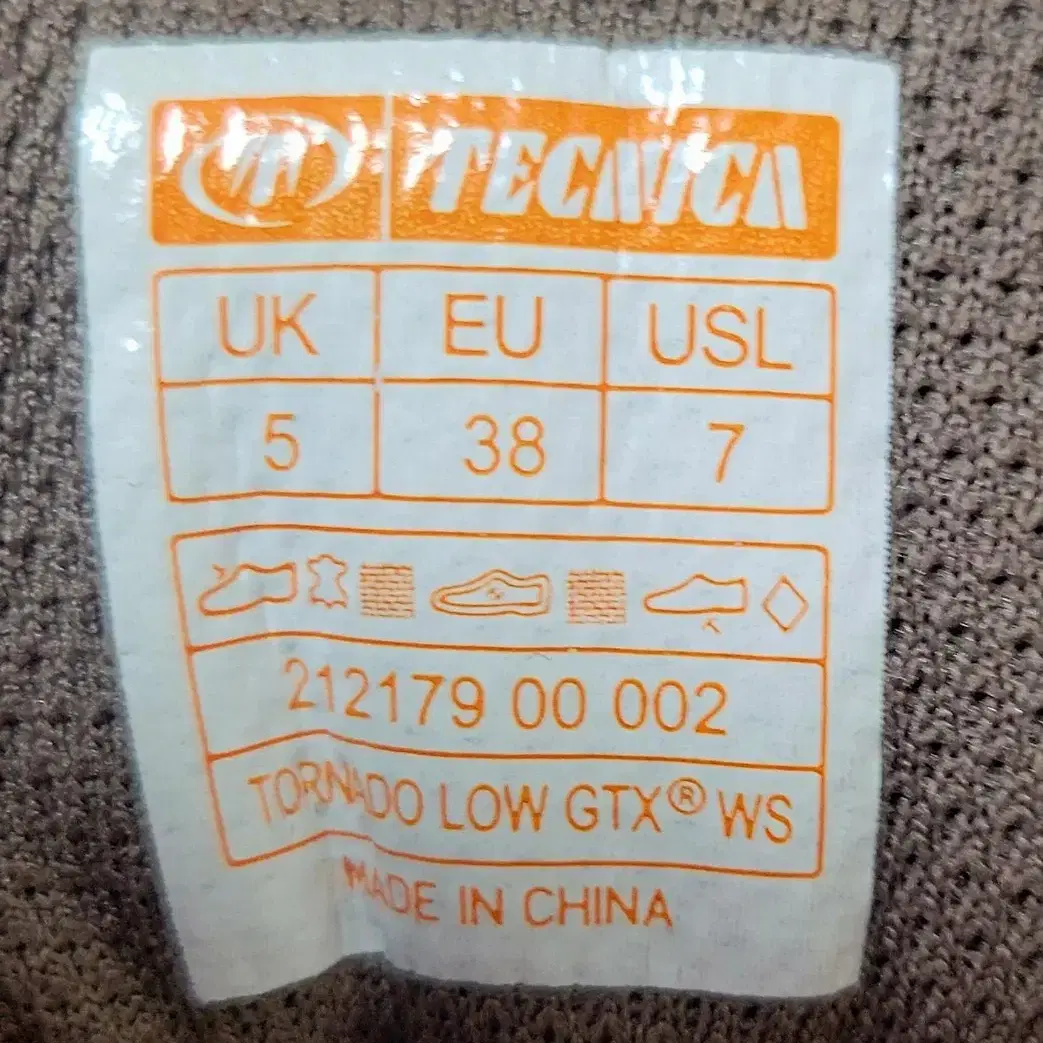 TECNICA
UK EU USL
5 38 7
212179 00 002
TORNADO LOW GTX® WS
MADE IN CHINA